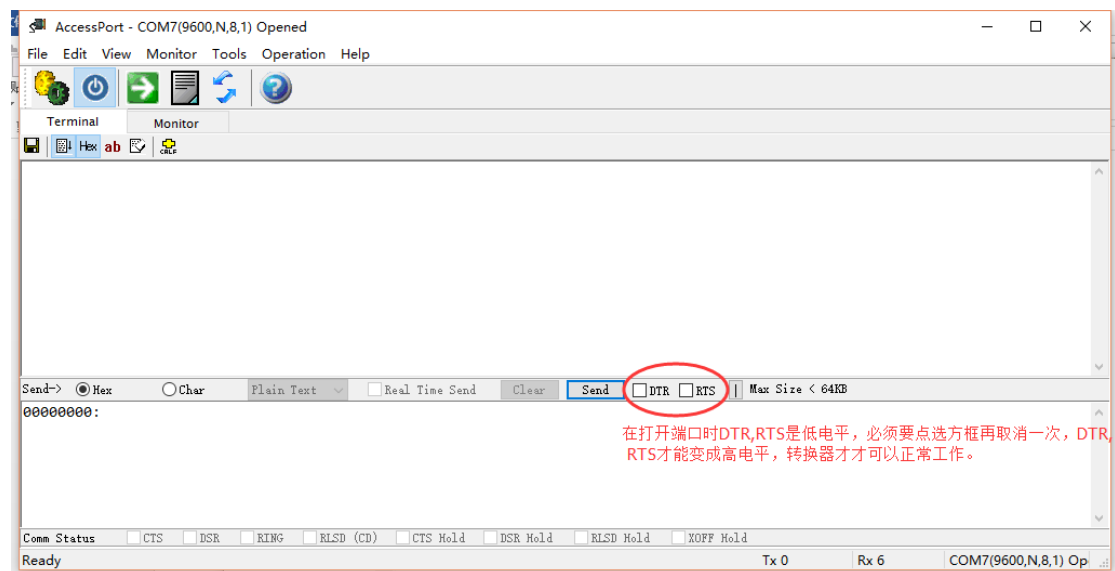 AccessPort - COM7(9600,N,8,1) Opened
File Edit View Monitor Tools Operation Help
Terminal Monitor
Hex ab CRLF
Send-> Hex Char Plain Text Real Time Send Clear Send DTR RTS | Max Size < 64KB
00000000:
在打开端口时DTR,RTS是低电平，必须要点选方框再取消一次，DTR,
RTS才能变成高电平，转换器才才可以正常工作。
Comm Status CTS DSR RING RLSD (CD) CTS Hold DSR Hold RLSD Hold XOFF Hold
Ready Tx 0 Rx 6 COM7(9600,N,8,1) Op